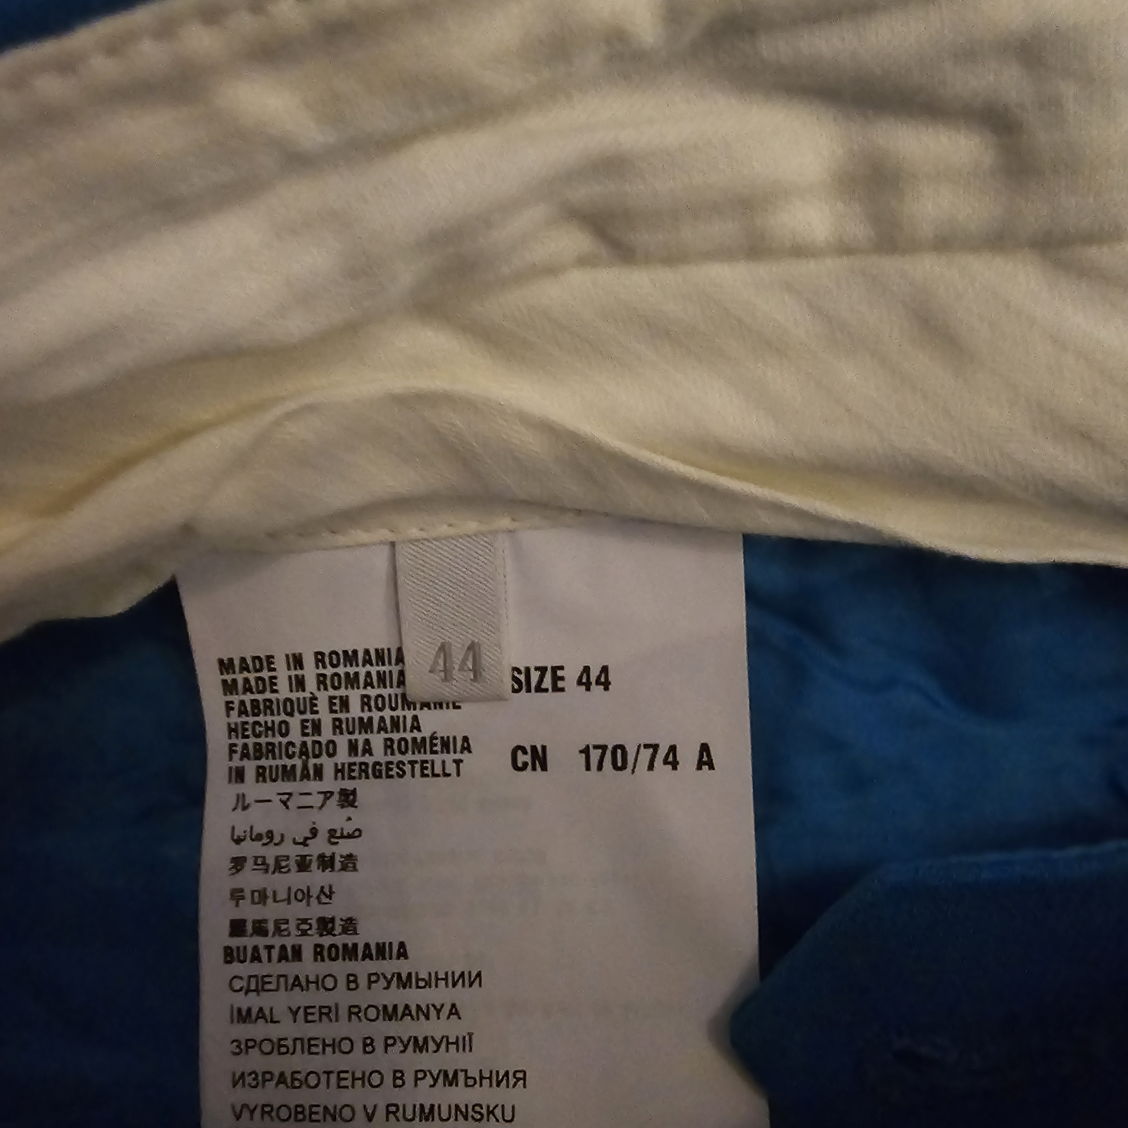 44
MADE IN ROMANIA
MADE IN ROMANIA
FABRIQUÈ EN ROUMANIE
HECHO EN RUMANIA
FABRICADO NA ROMÉNIA
IN RUMÄN HERGESTELLT
ルーマニア製
صُنع في رومانيا
罗马尼亚制造
루마니아산
羅馬尼亞製造
BUATAN ROMANIA
СДЕЛАНО В РУМЫНИИ
İMAL YERİ ROMANYA
ЗРОБЛЕНО В РУМУНІЇ
ИЗРАБОТЕНО В РУМЪНИЯ
VYROBENO V RUMUNSKU
SIZE 44
CN 170/74 A